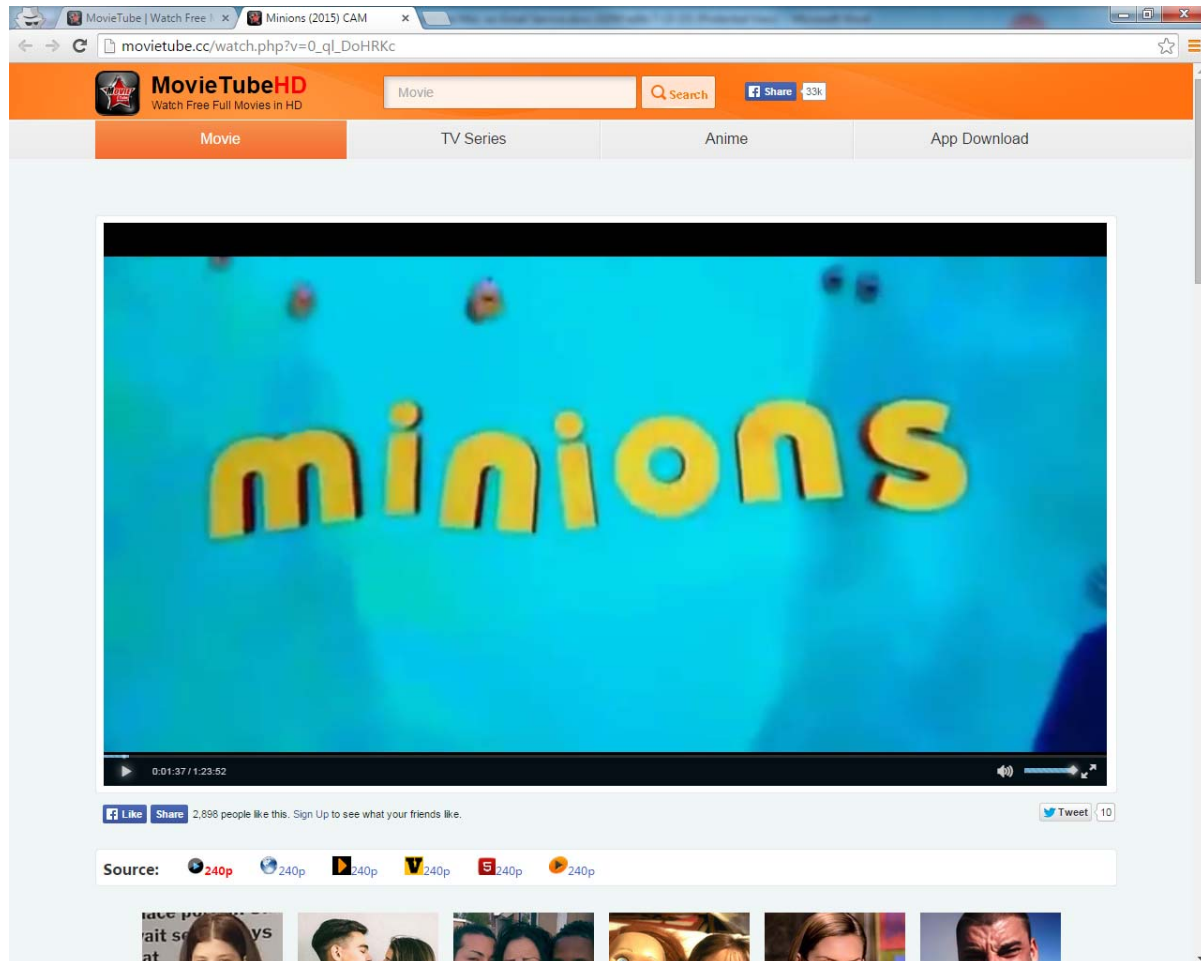 MovieTube | Watch Free
Minions (2015) CAM
movietube.cc/watch.php?v=0_ql_DoHRKc
MovieTubeHD
Watch Free Full Movies in HD
Movie
Search
Share
33k
Movie
TV Series
Anime
App Download
minions
0:01:37 / 1:23:52
Like Share 2,898 people like this. Sign Up to see what your friends like.
Tweet 10
Source: 240p 240p 240p 240p 240p 240p